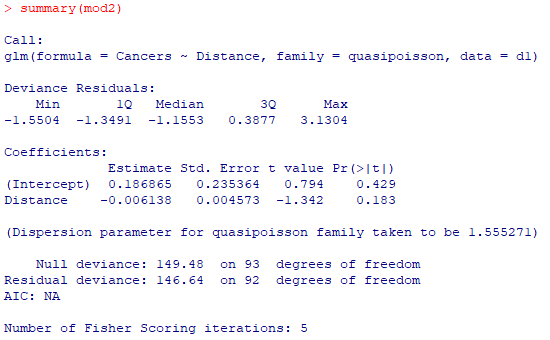 > summary(mod2)
Call:
glm(formula = Cancers ~ Distance, family = quasipoisson, data = d1)
Deviance Residuals:
    Min       1Q   Median       3Q      Max
-1.5504  -1.3491  -1.1553   0.3877   3.1304
Coefficients:
             Estimate Std. Error t value Pr(>|t|)
(Intercept)  0.186865   0.235364   0.794    0.429
Distance    -0.006138   0.004573  -1.342    0.183
(Dispersion parameter for quasipoisson family taken to be 1.555271)
    Null deviance: 149.48  on 93  degrees of freedom
Residual deviance: 146.64  on 92  degrees of freedom
AIC: NA
Number of Fisher Scoring iterations: 5